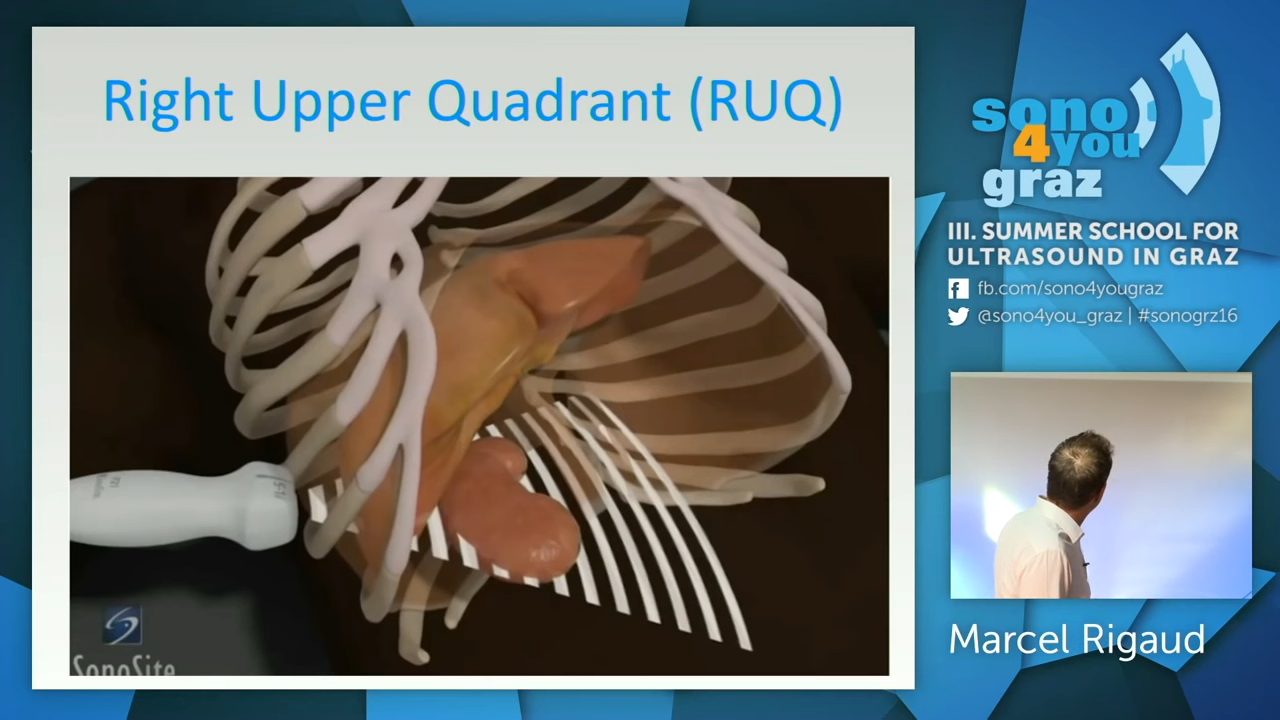 Right Upper Quadrant (RUQ)
SonoSite
sono
4you
graz
III. SUMMER SCHOOL FOR
ULTRASOUND IN GRAZ
fb.com/sono4yougraz
@sono4you_graz | #sonogrz16
Marcel Rigaud